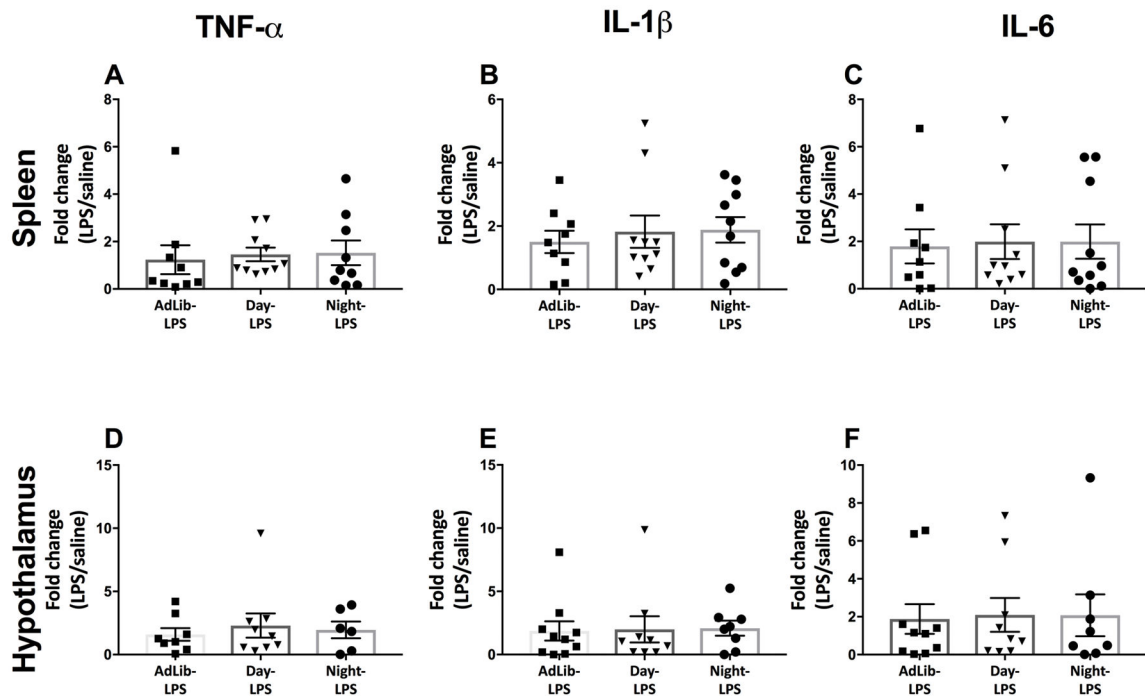 TNF-α
IL-1β
IL-6
Spleen
A
Fold change
(LPS/saline)
8
6
4
2
0
AdLib-
LPS
Day-
LPS
Night-
LPS
B
Fold change
(LPS/saline)
6
4
2
0
AdLib-
LPS
Day-
LPS
Night-
LPS
C
Fold change
(LPS/saline)
8
6
4
2
0
AdLib-
LPS
Day-
LPS
Night-
LPS
Hypothalamus
D
Fold change
(LPS/saline)
15
10
5
0
AdLib-
LPS
Day-
LPS
Night-
LPS
E
Fold change
(LPS/saline)
15
10
5
0
AdLib-
LPS
Day-
LPS
Night-
LPS
F
Fold change
(LPS/saline)
10
8
6
4
2
0
AdLib-
LPS
Day-
LPS
Night-
LPS